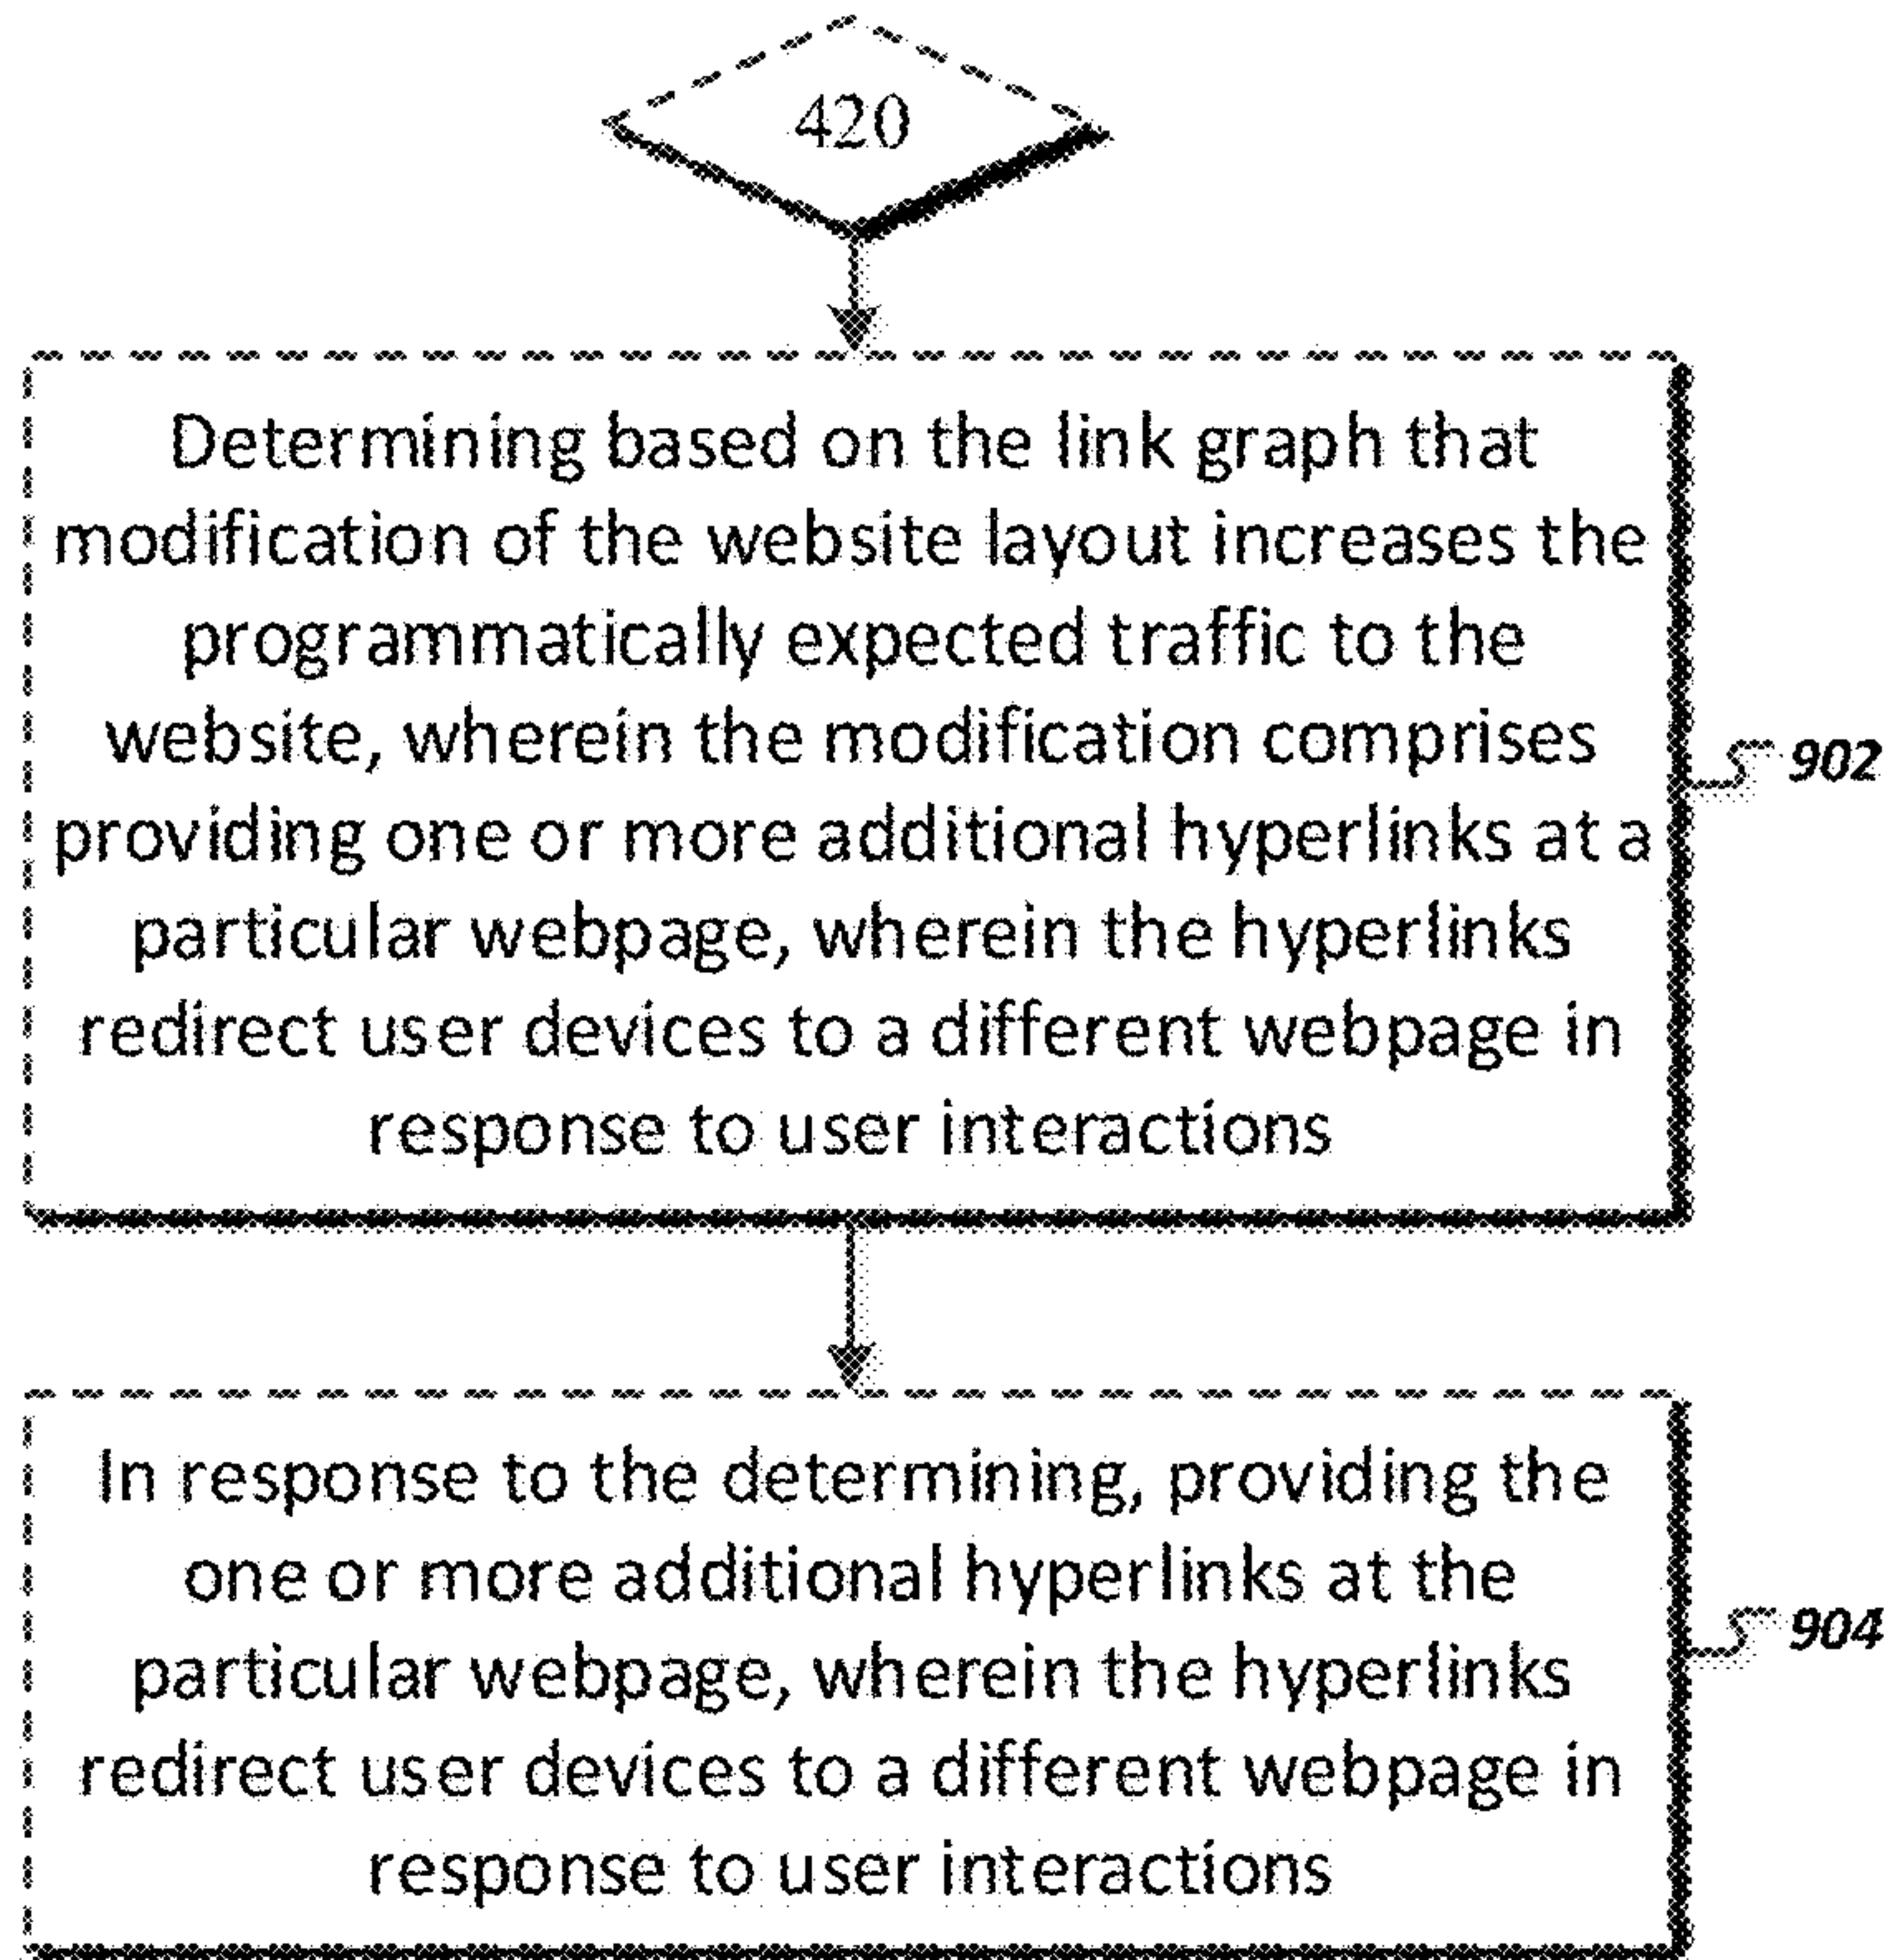 420
Determining based on the link graph that
modification of the website layout increases the
programmatically expected traffic to the
website, wherein the modification comprises
providing one or more additional hyperlinks at a
particular webpage, wherein the hyperlinks
redirect user devices to a different webpage in
response to user interactions
902
In response to the determining, providing the
one or more additional hyperlinks at the
particular webpage, wherein the hyperlinks
redirect user devices to a different webpage in
response to user interactions
904